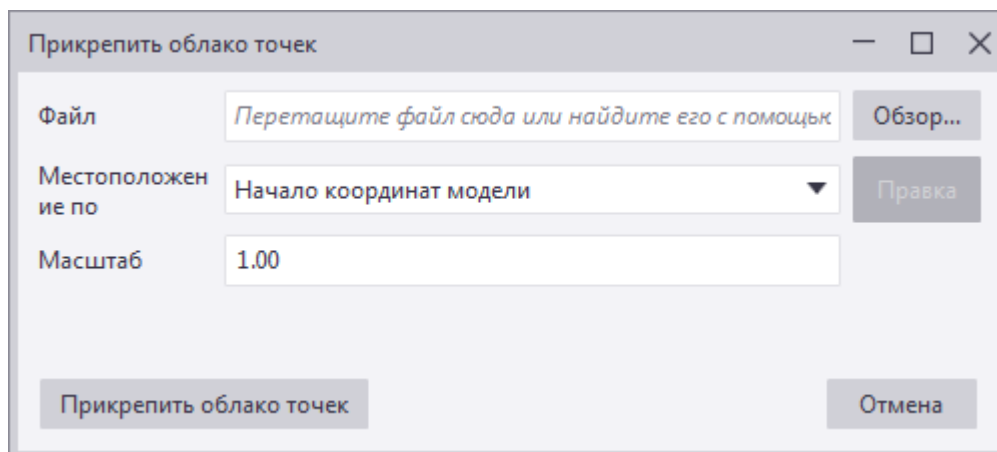 Прикрепить облако точек
Файл
Перетащите файл сюда или найдите его с помощьк
Обзор...
Местоположен
ие по
Начало координат модели
Правка
Масштаб
1.00
Прикрепить облако точек
Отмена